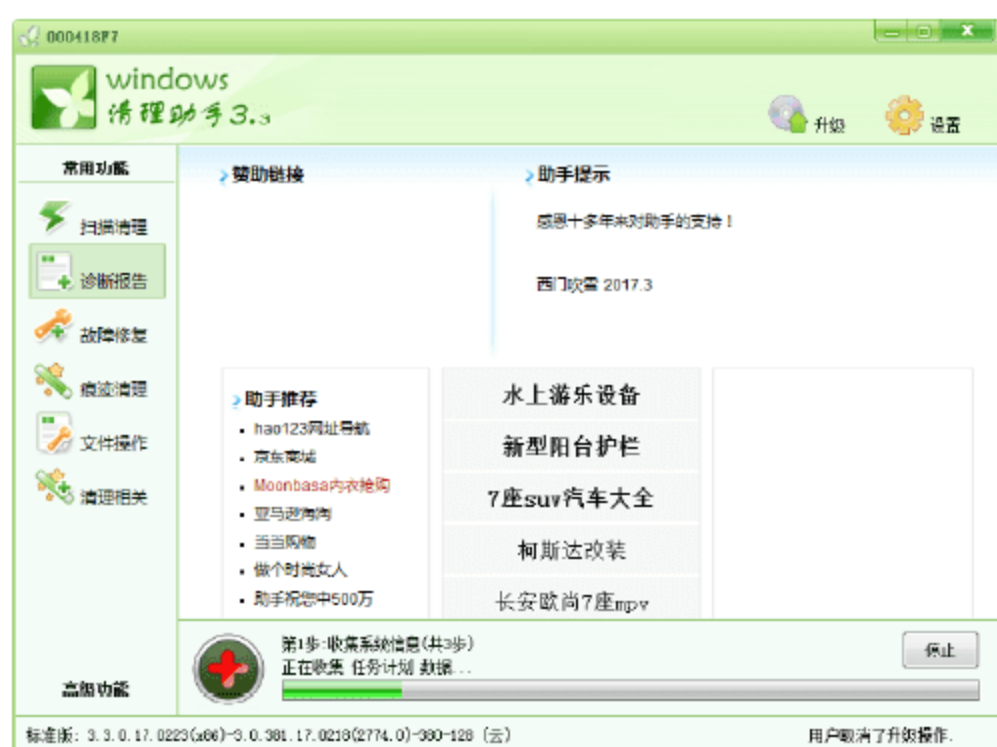 000418F7
windows
清理助手3.3
升级
设置
常用功能
扫描清理
诊断报告
故障修复
痕迹清理
文件操作
清理相关
高级功能
赞助链接
助手提示
感恩十多年来对助手的支持！
西门吹雪 2017.3
助手推荐
hao123网址导航
京东商城
Moonbasa内衣抢购
亚马逊海淘
当当购物
做个时尚女人
助手祝您中500万
水上游乐设备
新型阳台护栏
7座suv汽车大全
柯斯达改装
长安欧尚7座mpv
第1步:收集系统信息(共3步)
正在收集 任务计划 数据...
停止
标准版: 3.3.0.17.0223(x86)-3.0.381.17.0218(2774.0)-380-128 (云)
用户取消了升级操作.